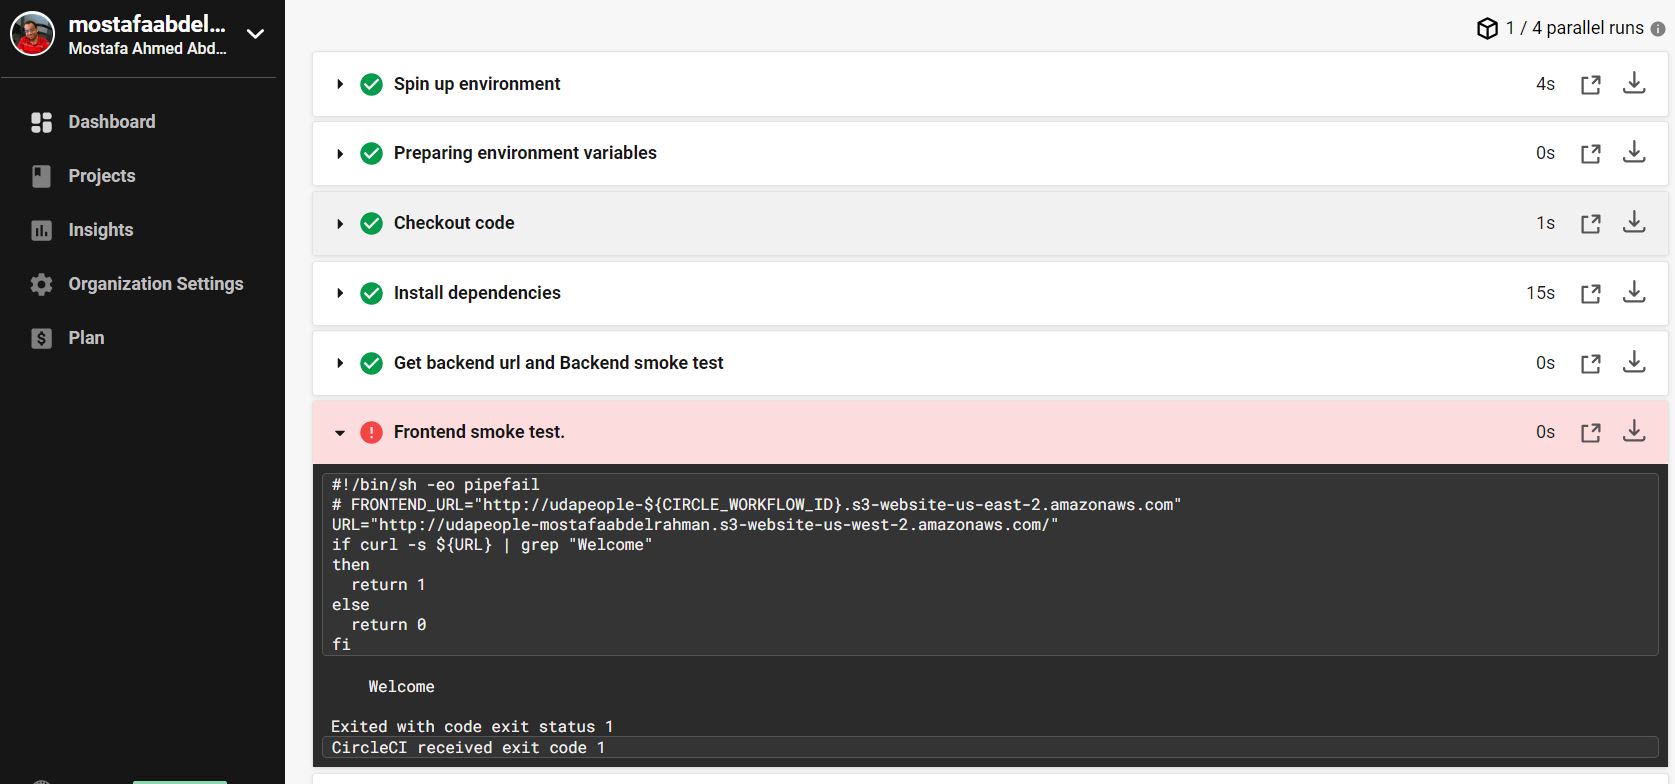 mostafaabdel...
Mostafa Ahmed Abd...
Dashboard
Projects
Insights
Organization Settings
Plan
1 / 4 parallel runs
Spin up environment 4s
Preparing environment variables 0s
Checkout code 1s
Install dependencies 15s
Get backend url and Backend smoke test 0s
Frontend smoke test. 0s
#!/bin/sh -eo pipefail
# FRONTEND_URL="http://udapeople-${CIRCLE_WORKFLOW_ID}.s3-website-us-east-2.amazonaws.com"
URL="http://udapeople-mostafaabdelrahman.s3-website-us-west-2.amazonaws.com/"
if curl -s ${URL} | grep "Welcome"
then
  return 1
else
  return 0
fi
Welcome
Exited with code exit status 1
CircleCI received exit code 1